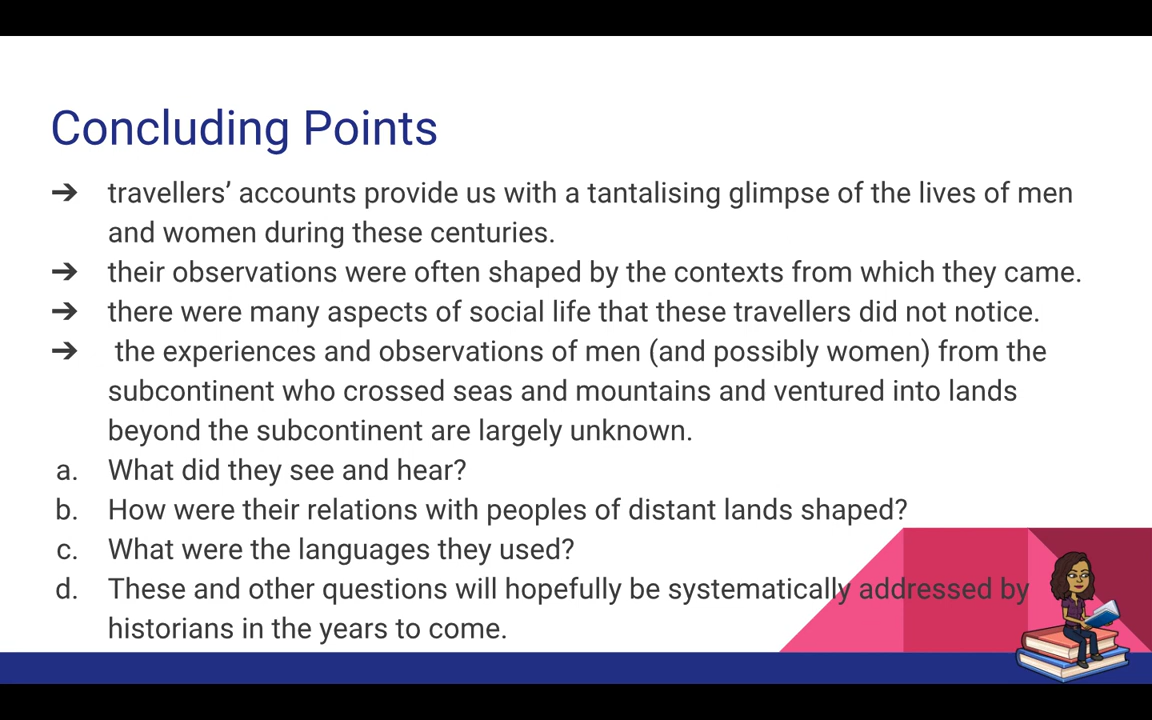 Concluding Points
➔ travellers’ accounts provide us with a tantalising glimpse of the lives of men
and women during these centuries.
➔ their observations were often shaped by the contexts from which they came.
➔ there were many aspects of social life that these travellers did not notice.
➔ the experiences and observations of men (and possibly women) from the
subcontinent who crossed seas and mountains and ventured into lands
beyond the subcontinent are largely unknown.
a. What did they see and hear?
b. How were their relations with peoples of distant lands shaped?
c. What were the languages they used?
d. These and other questions will hopefully be systematically addressed by
historians in the years to come.